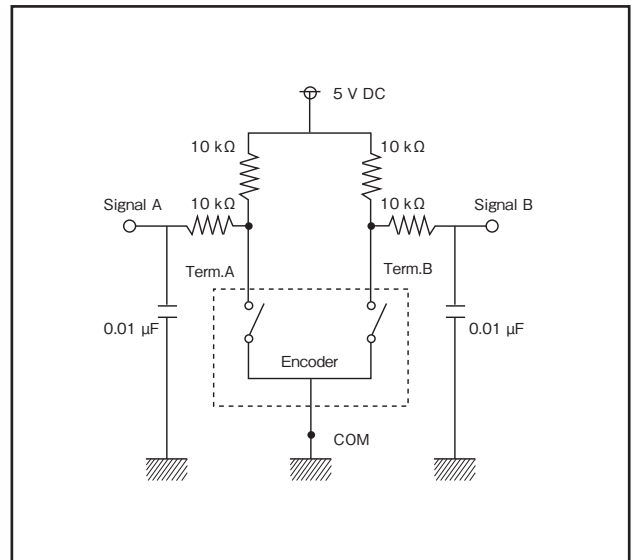 5 V DC
10 kΩ 10 kΩ
10 kΩ 10 kΩ
Signal A Signal B
Term.A Term.B
0.01 µF 0.01 µF
Encoder
COM